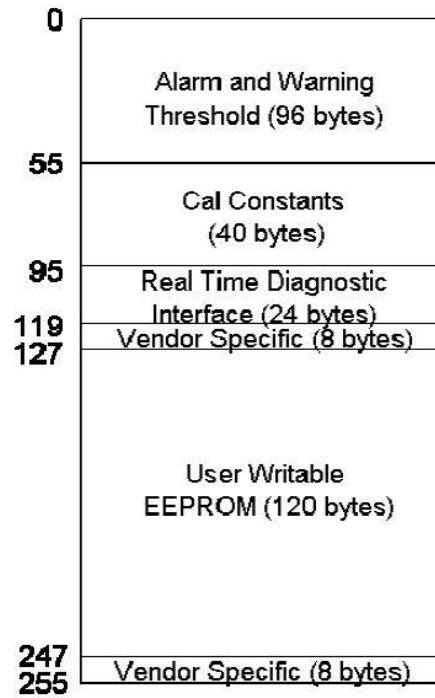 0
Alarm and Warning
Threshold (96 bytes)
55
Cal Constants
(40 bytes)
95
Real Time Diagnostic
Interface (24 bytes)
119
Vendor Specific (8 bytes)
127
User Writable
EEPROM (120 bytes)
247
Vendor Specific (8 bytes)
255